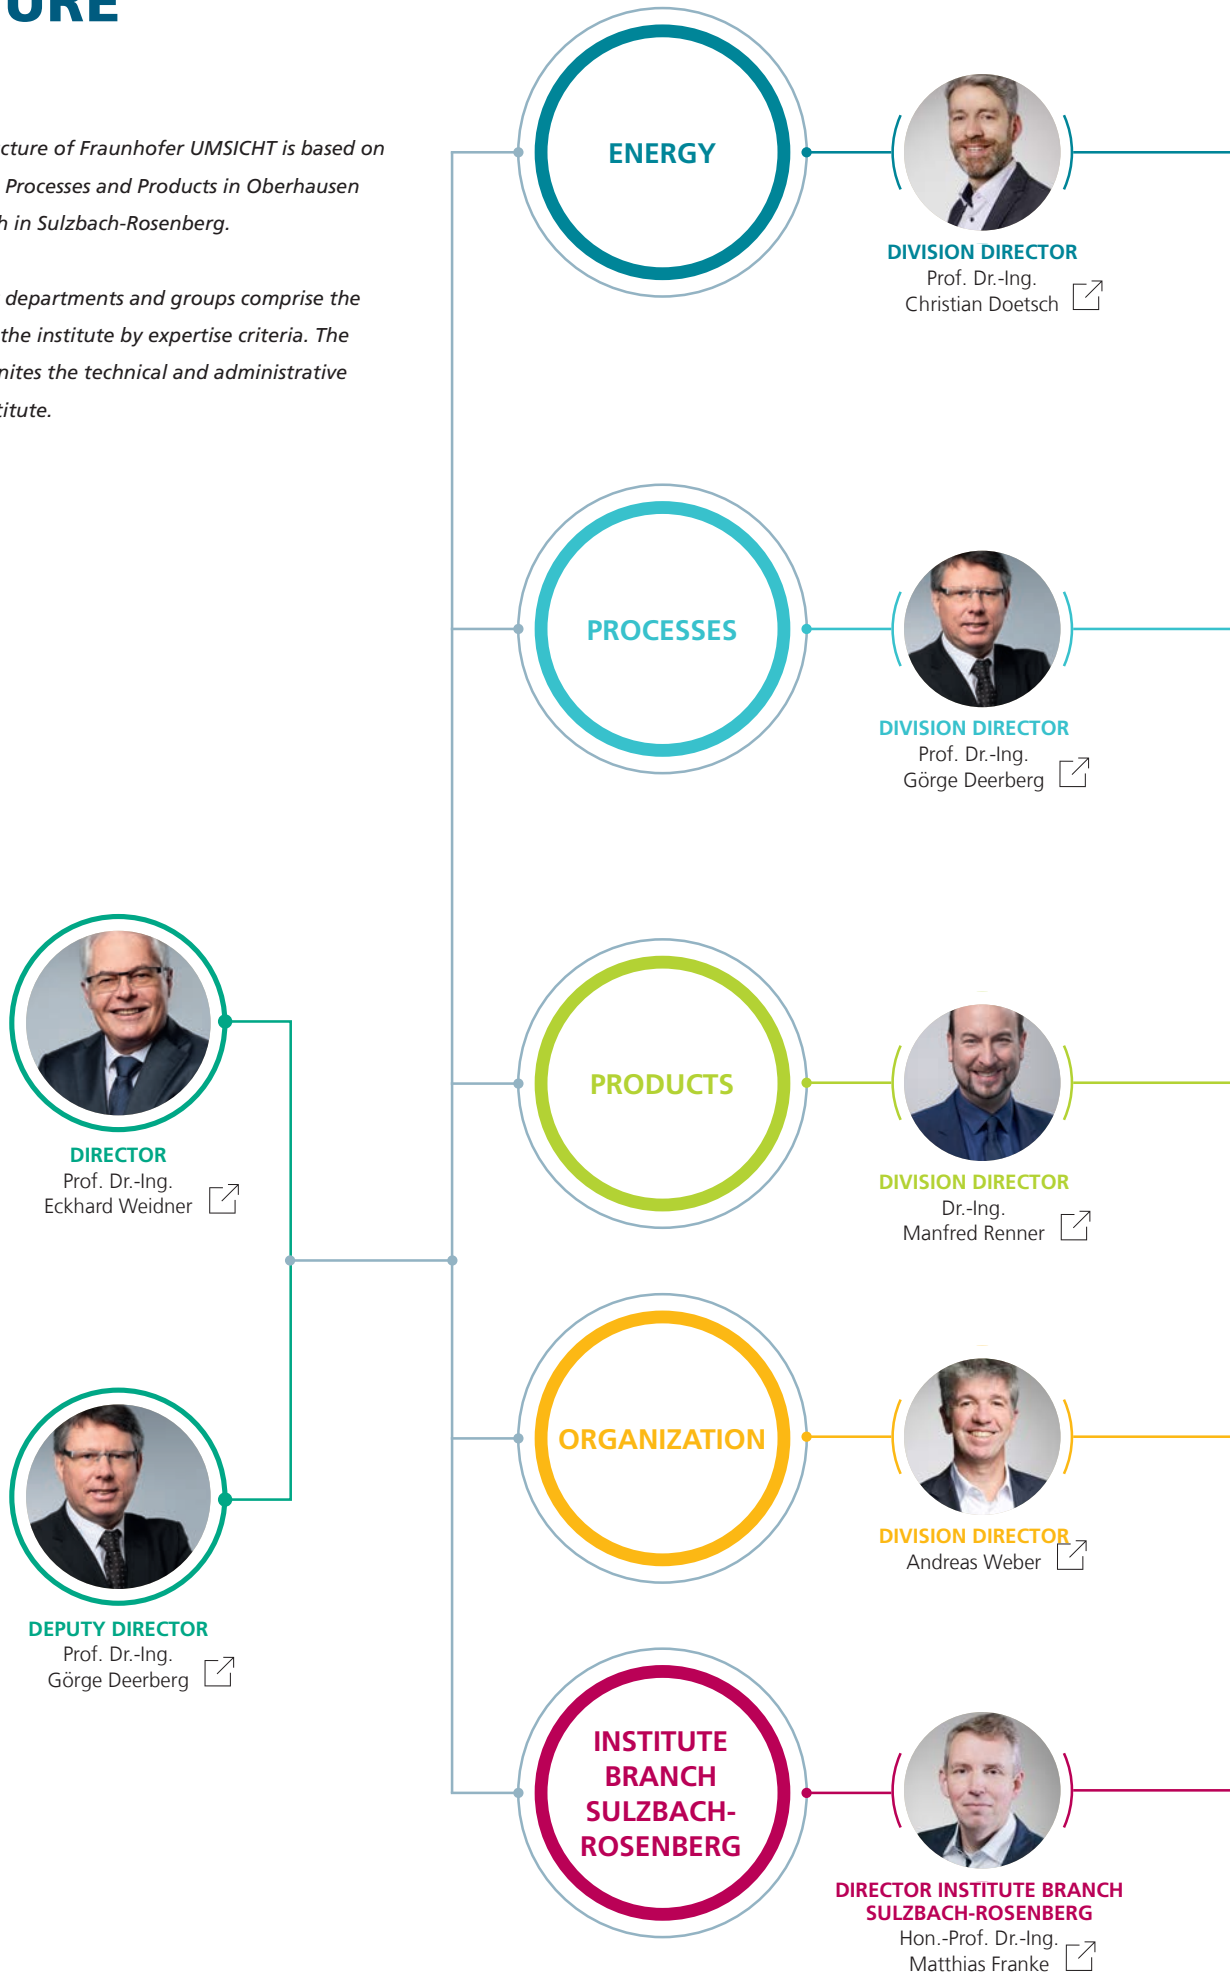 URE
cture of Fraunhofer UMSICHT is based on
Processes and Products in Oberhausen
h in Sulzbach-Rosenberg.
departments and groups comprise the
the institute by expertise criteria. The
nites the technical and administrative
titute.
ENERGY
DIVISION DIRECTOR
Prof. Dr.-Ing.
Christian Doetsch
PROCESSES
DIVISION DIRECTOR
Prof. Dr.-Ing.
Görge Deerberg
DIRECTOR
Prof. Dr.-Ing.
Eckhard Weidner
PRODUCTS
DIVISION DIRECTOR
Dr.-Ing.
Manfred Renner
ORGANIZATION
DIVISION DIRECTOR
Andreas Weber
DEPUTY DIRECTOR
Prof. Dr.-Ing.
Görge Deerberg
INSTITUTE
BRANCH
SULZBACH-
ROSENBERG
DIRECTOR INSTITUTE BRANCH
SULZBACH-ROSENBERG
Hon.-Prof. Dr.-Ing.
Matthias Franke